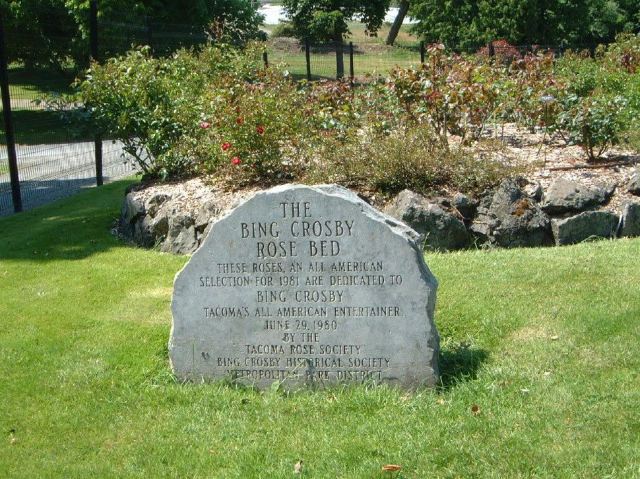 THE
BING CROSBY
ROSE BED
THESE ROSES, AN ALL AMERICAN
SELECTION FOR 1981 ARE DEDICATED TO
BING CROSBY
TACOMA'S ALL AMERICAN ENTERTAINER
JUNE 29, 1980
BY THE
TACOMA ROSE SOCIETY
BING CROSBY HISTORICAL SOCIETY
METROPOLITAN PARK DISTRICT